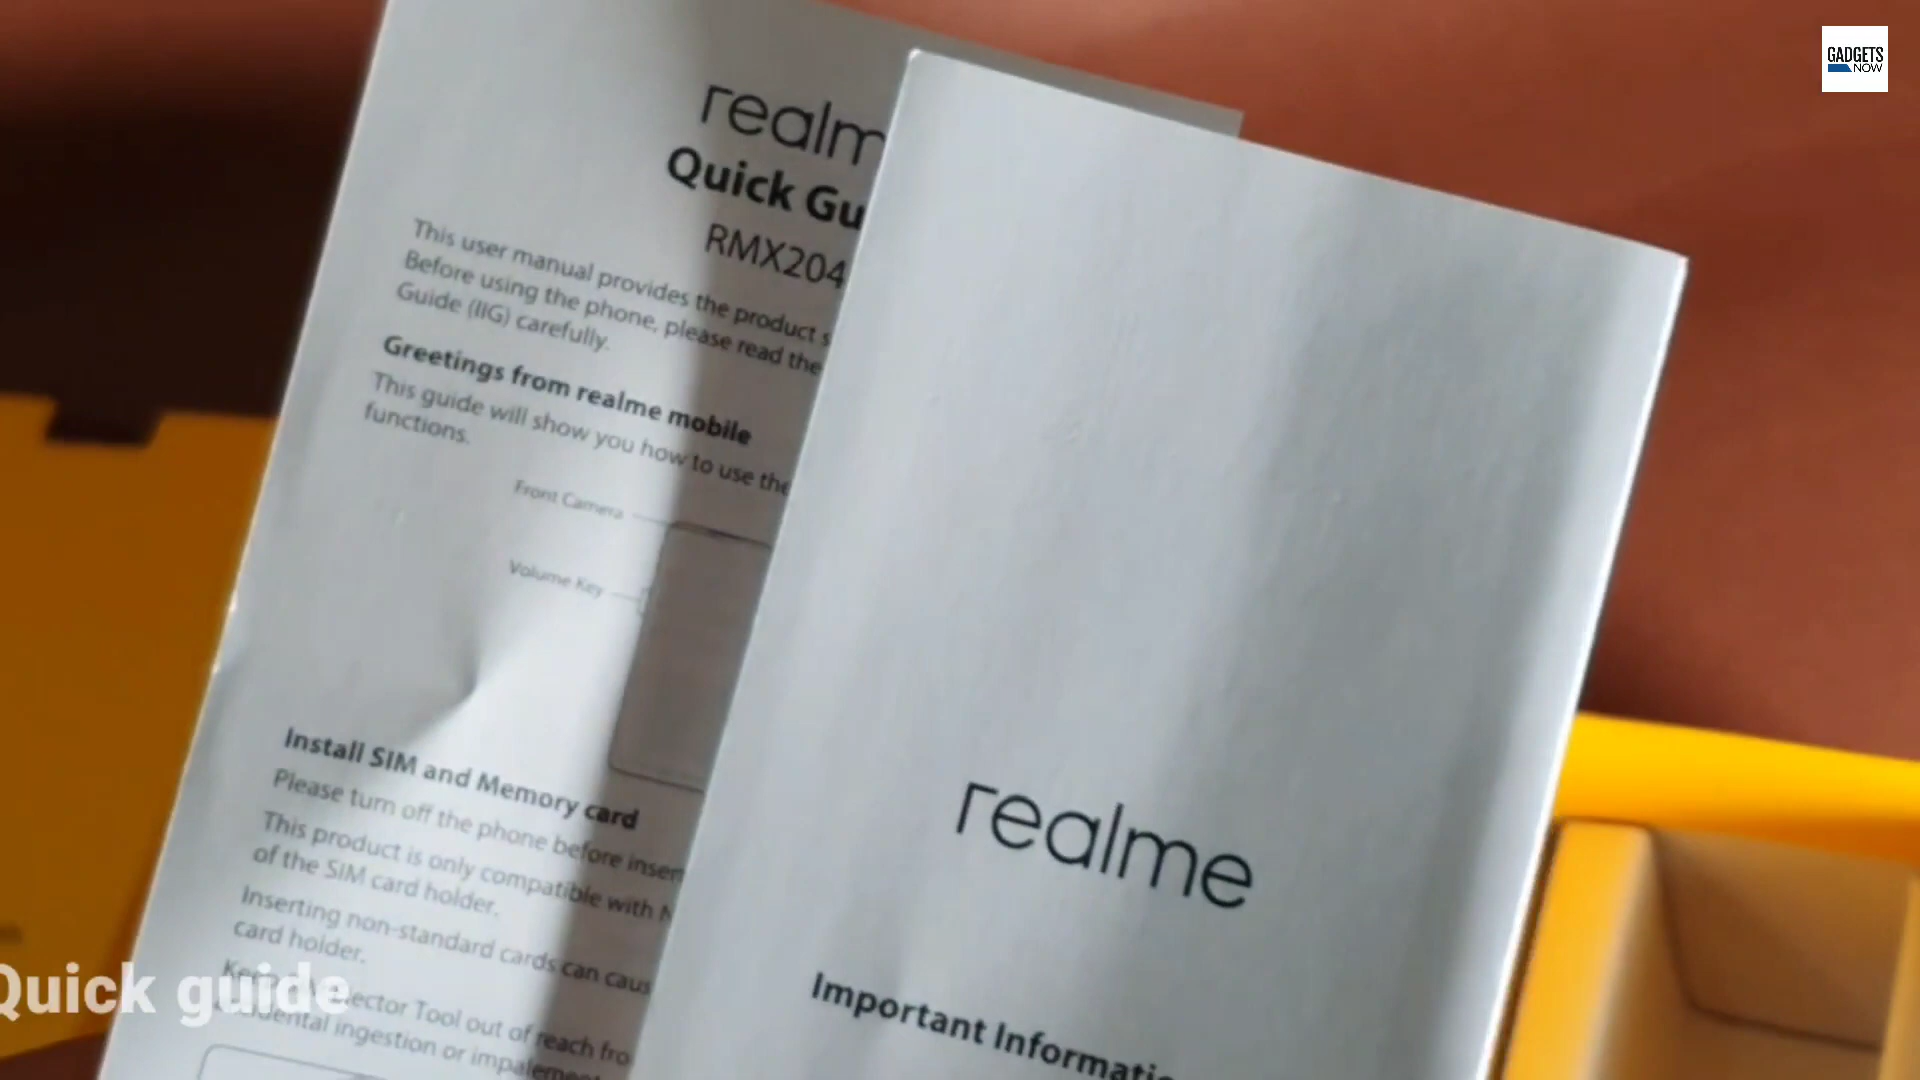 GADGETS
NOW
realm
Quick Gu
RMX204
This user manual provides the product s
Before using the phone, please read the
Guide (IIG) carefully.
Greetings from realme mobile
This guide will show you how to use the
functions.
Front Camera
Volume Key
Install SIM and Memory card
Please turn off the phone before inser
This product is only compatible with N
of the SIM card holder.
Inserting non-standard cards can caus
card holder.
Tool out of reach fro
ingestion or impalement
realme
Important Informatio
Quick guide